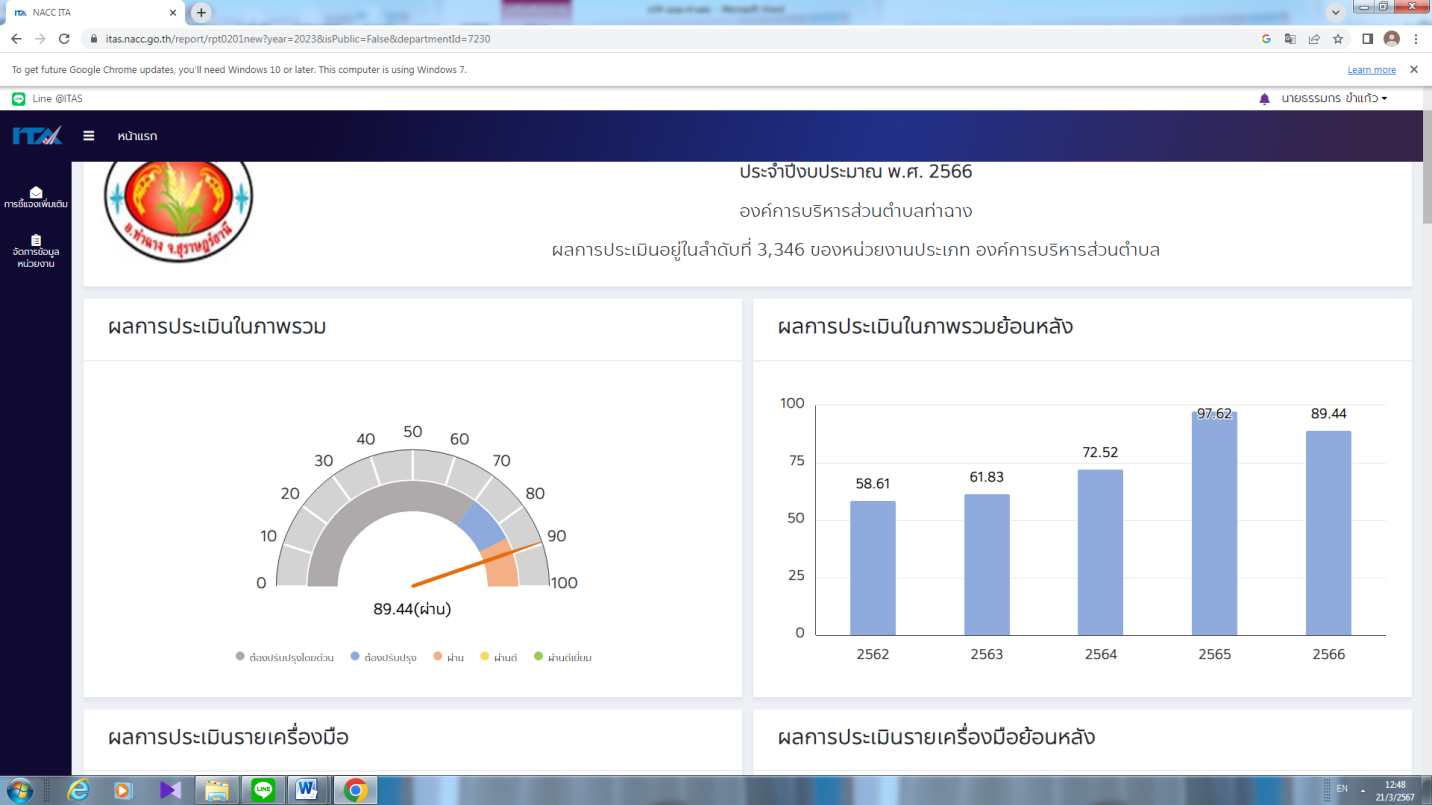 NACC ITA
itas.nacc.go.th/report/rpt0201new?year=2023&isPublic=False&departmentId=7230
To get future Google Chrome updates, you'll need Windows 10 or later. This computer is using Windows 7.
Learn more
Line @ITAS
นายธรรมกร ขำแก้ว
ITA
หน้าแรก
การชี้แจงเพิ่มเติม
จัดการข้อมูล
หน่วยงาน
อ.ท่าฉาง จ.สุราษฎร์ธานี
ประจำปีงบประมาณ พ.ศ. 2566
องค์การบริหารส่วนตำบลท่าฉาง
ผลการประเมินอยู่ในลำดับที่ 3,346 ของหน่วยงานประเภท องค์การบริหารส่วนตำบล
ผลการประเมินในภาพรวม
0 10 20 30 40 50 60 70 80 90 100
89.44(ผ่าน)
ต้องปรับปรุงโดยด่วน ต้องปรับปรุง ผ่าน ผ่านดี ผ่านดีเยี่ยม
ผลการประเมินในภาพรวมย้อนหลัง
100
75
50
25
0
58.61 61.83 72.52 97.62 89.44
2562 2563 2564 2565 2566
ผลการประเมินรายเครื่องมือ
ผลการประเมินรายเครื่องมือย้อนหลัง
EN
12:48
21/3/2567